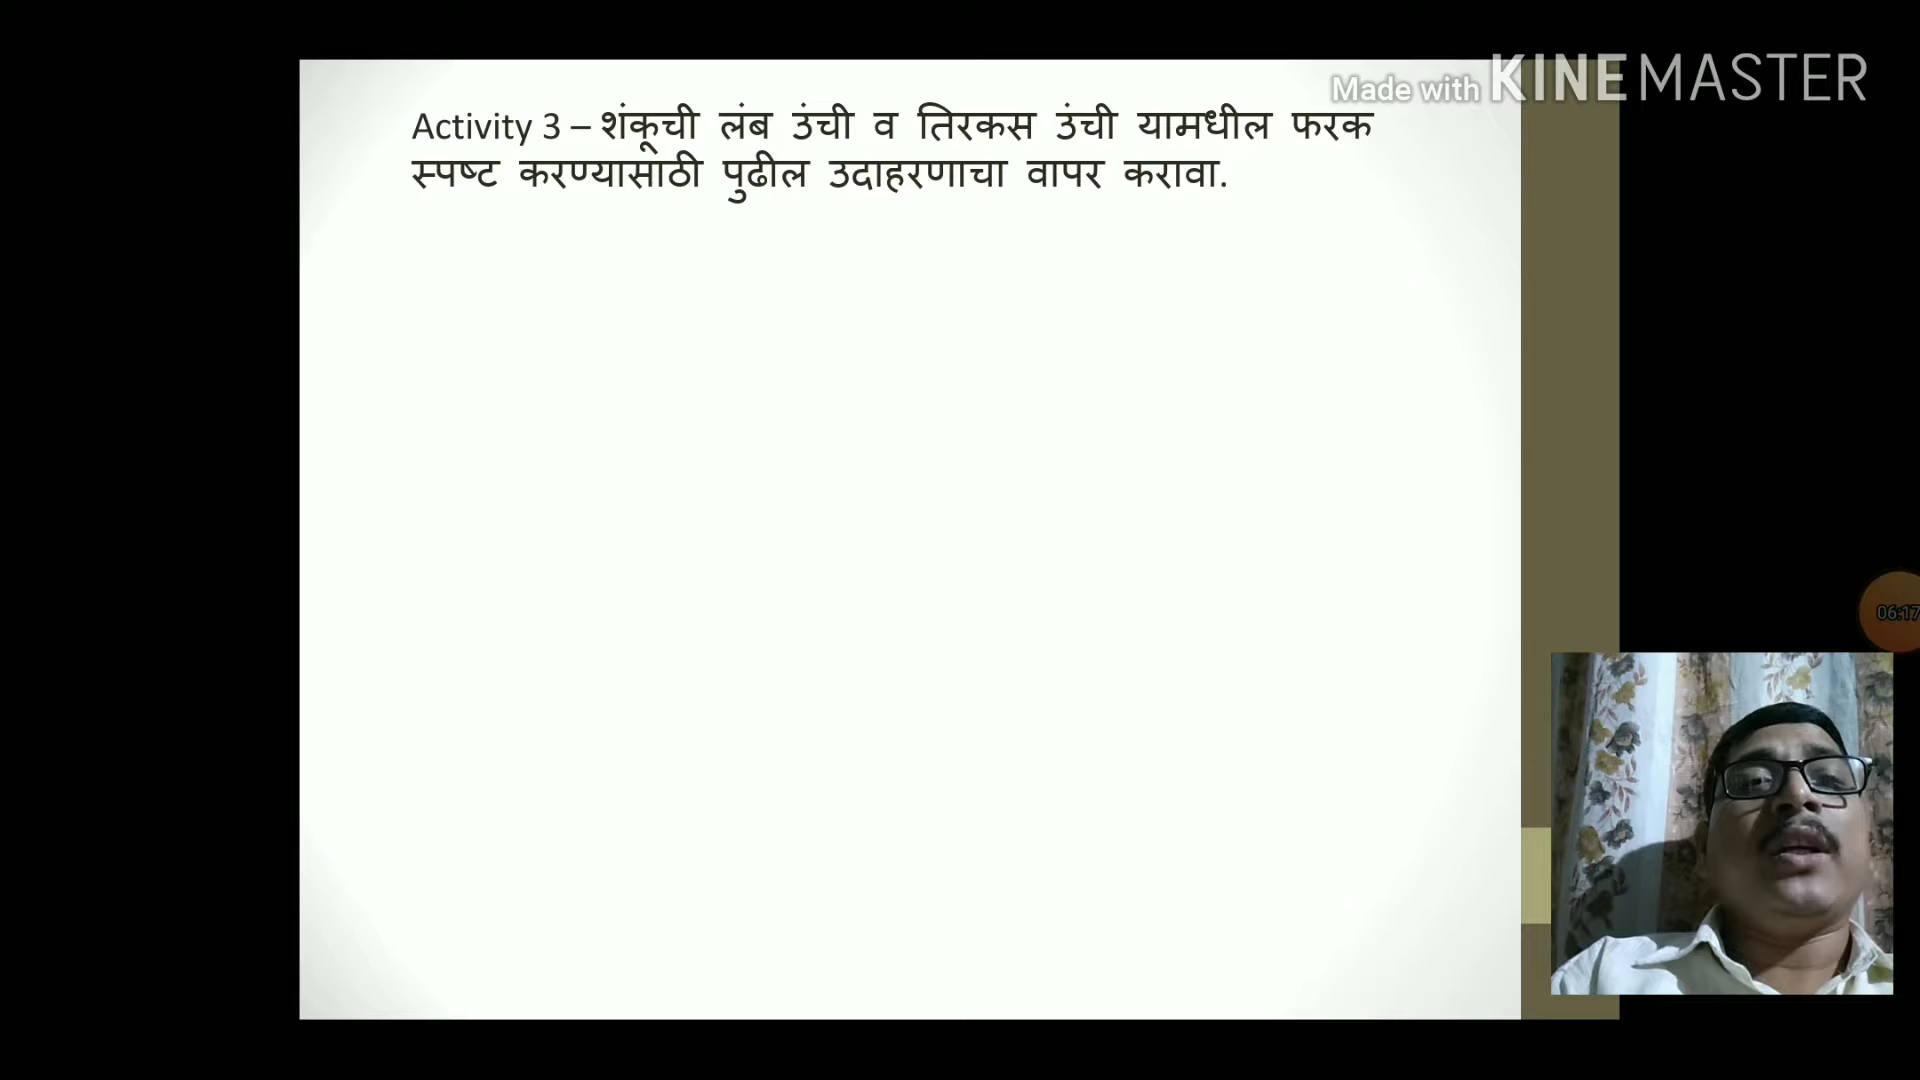 Made with KINEMASTER
Activity 3 – शंकूची लंब उंची व तिरकस उंची यामधील फरक
स्पष्ट करण्यासाठी पुढील उदाहरणाचा वापर करावा.
06:17